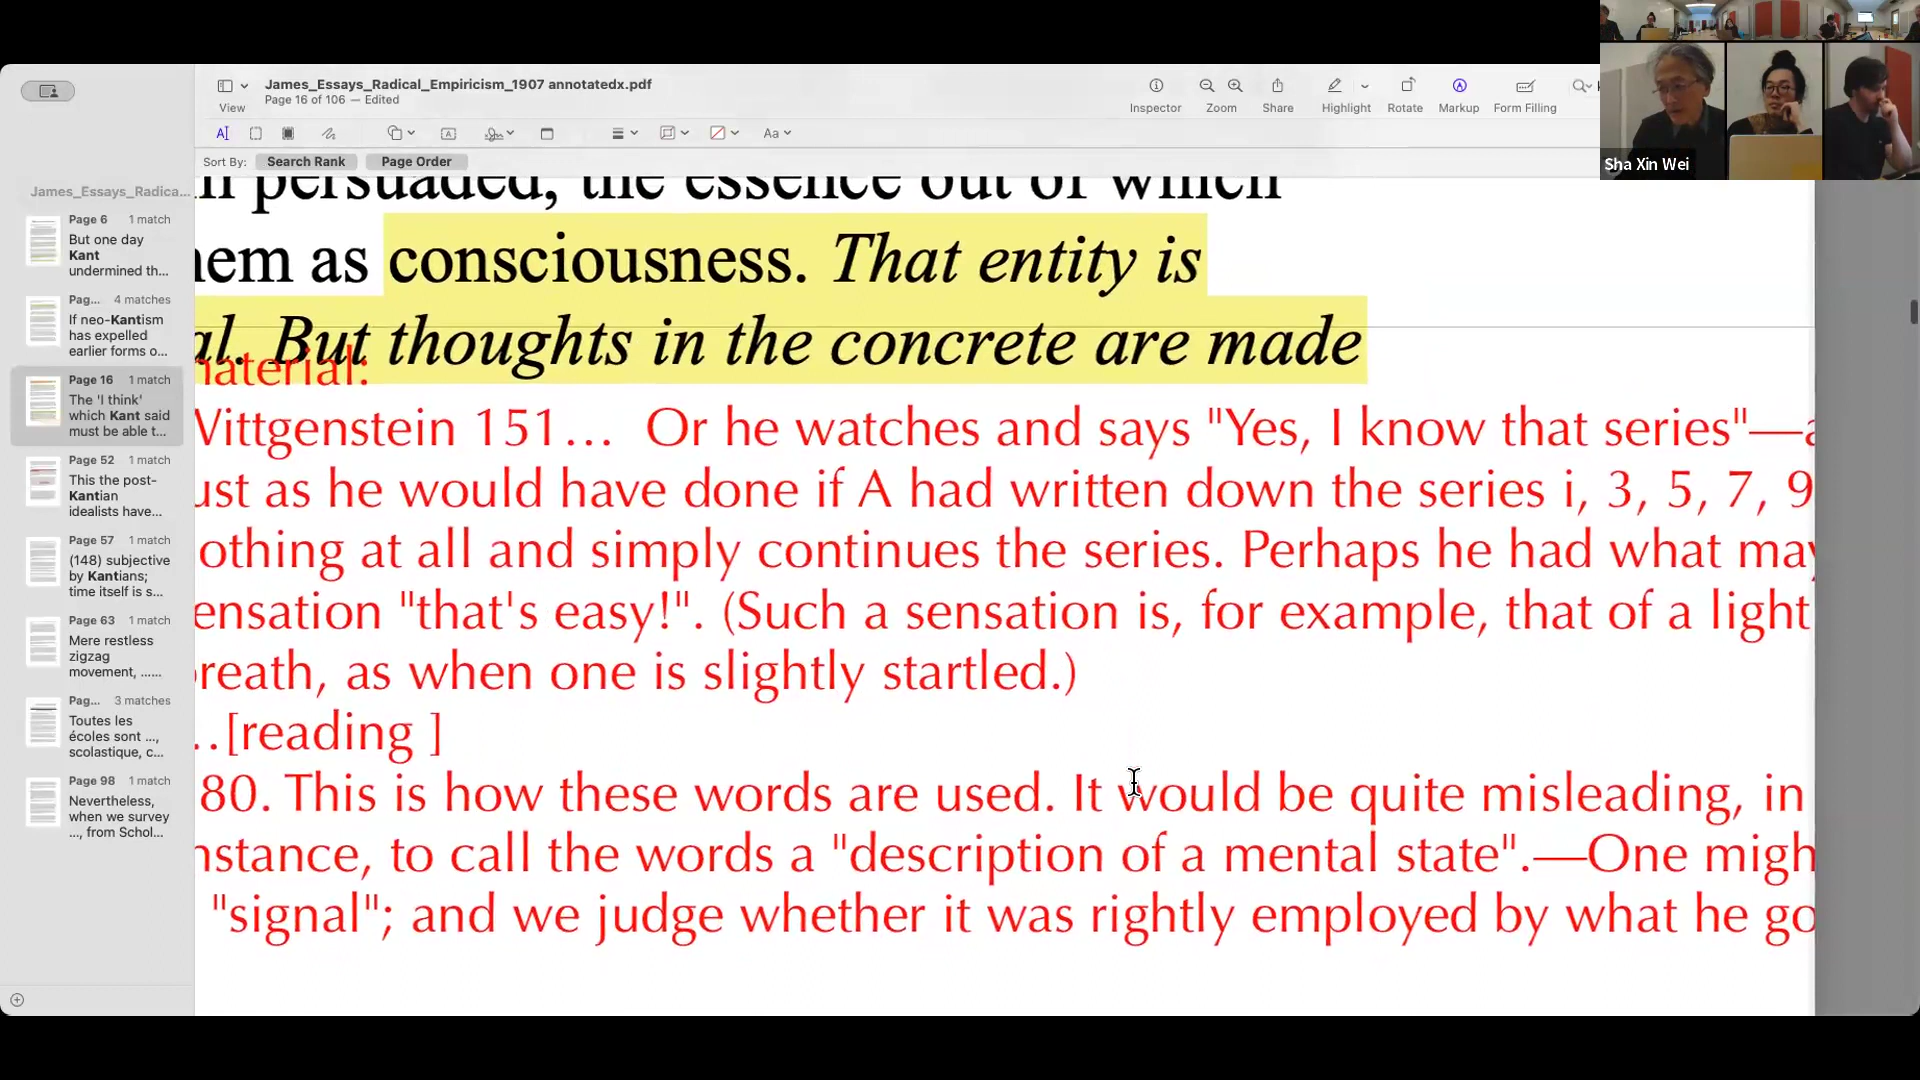 James_Essays_Radical_Empiricism_1907 annotatedx.pdf
Page 16 of 106 — Edited
View
Inspector
Zoom
Share
Highlight
Rotate
Markup
Form Filling
Sha Xin Wei
Aa
Sort By:
Search Rank
Page Order
James_Essays_Radica...
Page 6 1 match
But one day
Kant
undermined th...
Pag... 4 matches
If neo-Kantism
has expelled
earlier forms o...
Page 16 1 match
The 'I think'
which Kant said
must be able t...
Page 52 1 match
This the post-
Kantian
idealists have...
Page 57 1 match
(148) subjective
by Kantians;
time itself is s...
Page 63 1 match
Mere restless
zigzag
movement, ......
Pag... 3 matches
Toutes les
écoles sont ...,
scolastique, c...
Page 98 1 match
Nevertheless,
when we survey
..., from Schol...
n persuaded, the essence out of which
hem as consciousness. That entity is
al. But thoughts in the concrete are made
naterial:
Wittgenstein 151... Or he watches and says "Yes, I know that series"—a
ust as he would have done if A had written down the series i, 3, 5, 7, 9
othing at all and simply continues the series. Perhaps he had what may
ensation "that's easy!". (Such a sensation is, for example, that of a light
breath, as when one is slightly startled.)
..[reading ]
80. This is how these words are used. It would be quite misleading, in
nstance, to call the words a "description of a mental state".—One migh
"signal"; and we judge whether it was rightly employed by what he go